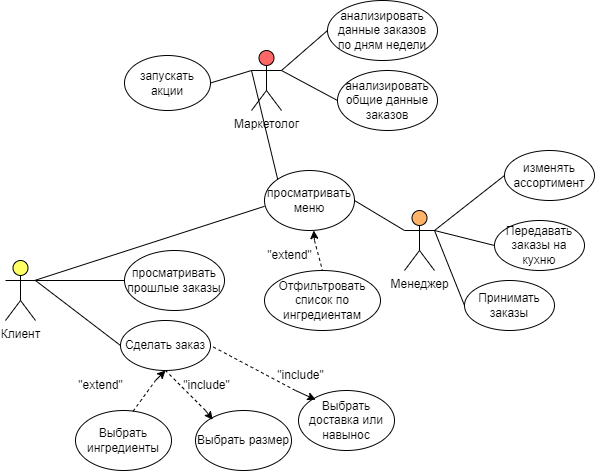 анализировать
данные заказов
по дням недели
запускать
акции
анализировать
общие данные
заказов
Маркетолог
просматривать
меню
изменять
ассортимент
"extend"
Передавать
заказы на
кухню
Менеджер
просматривать
прошлые заказы
Отфильтровать
список по
ингредиентам
Принимать
заказы
Клиент
Сделать заказ
"extend"
"include"
"include"
Выбрать
ингредиенты
Выбрать размер
Выбрать
доставка или
навынос